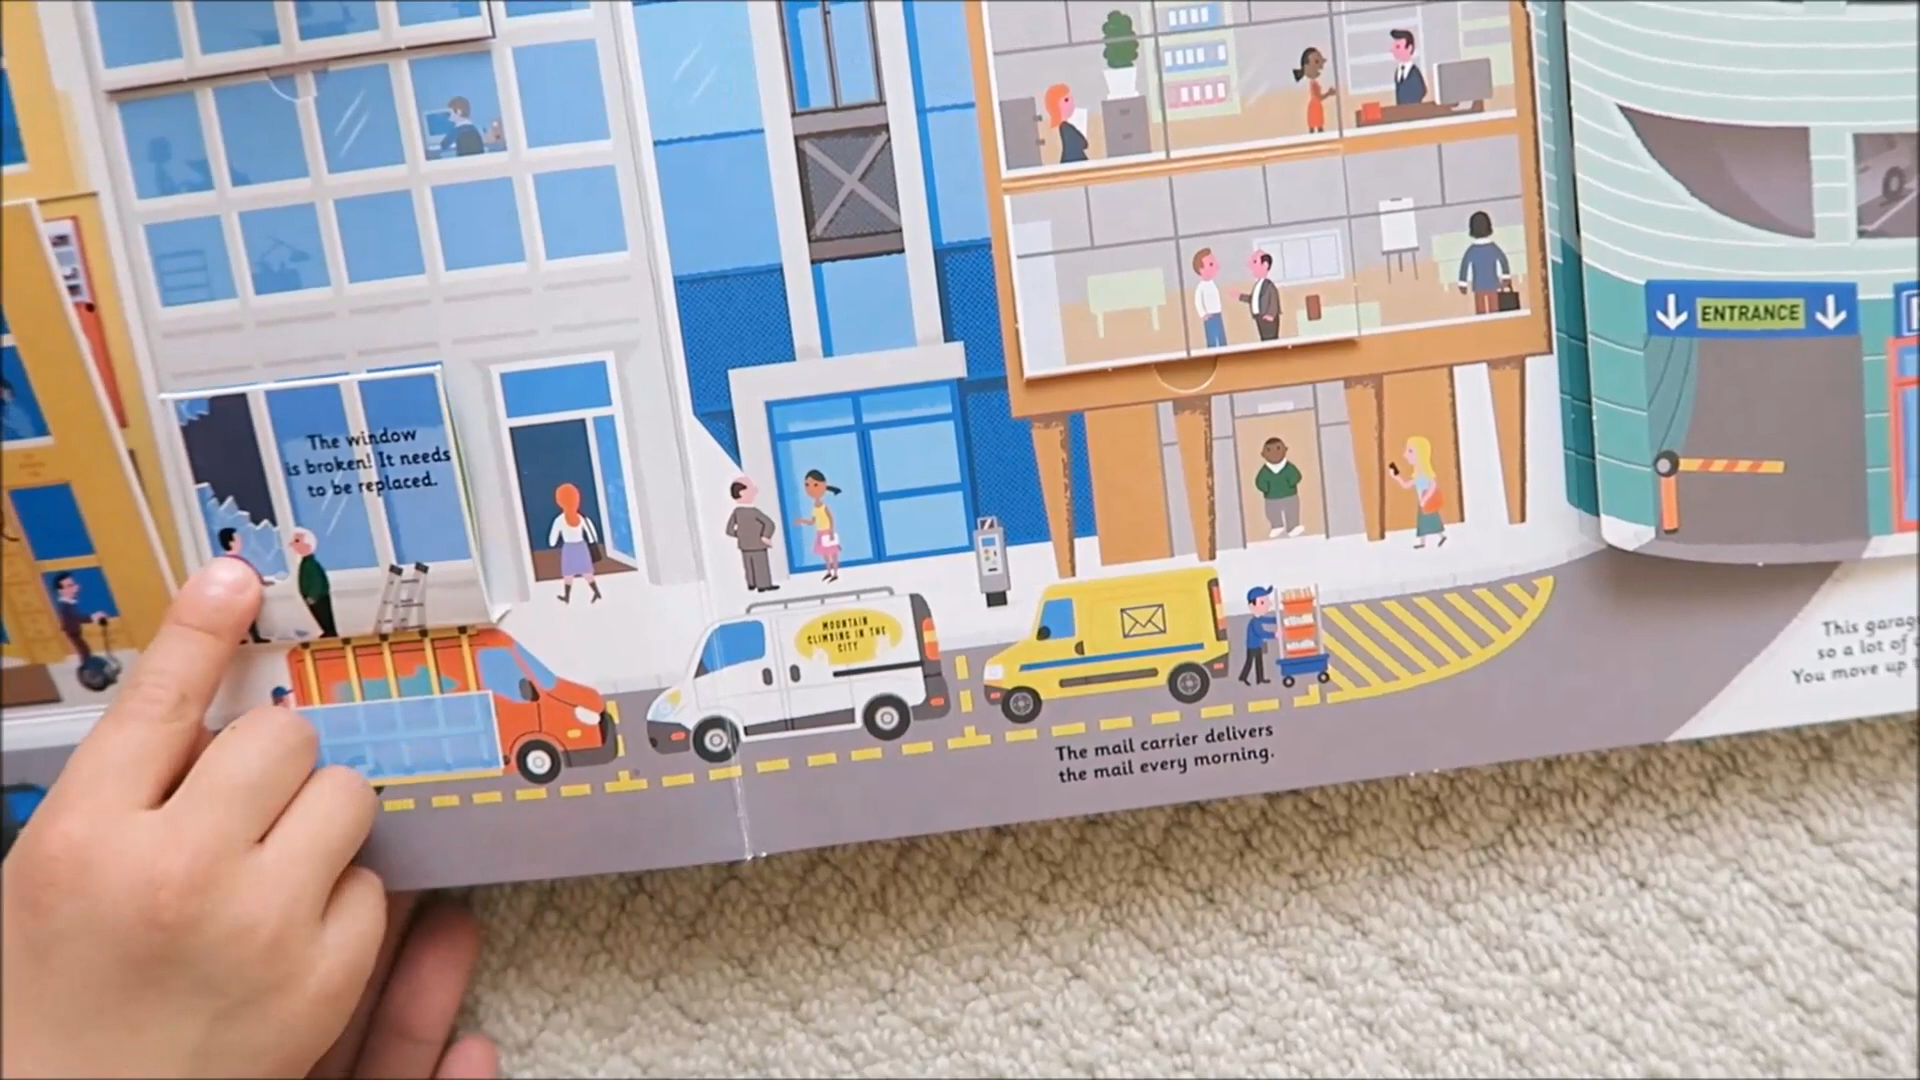 The window
is broken! It needs
to be replaced.
ENTRANCE
MOUNTAIN
CLIMBING IN THE
CITY
The mail carrier delivers
the mail every morning.
This garag
so a lot of
You move up